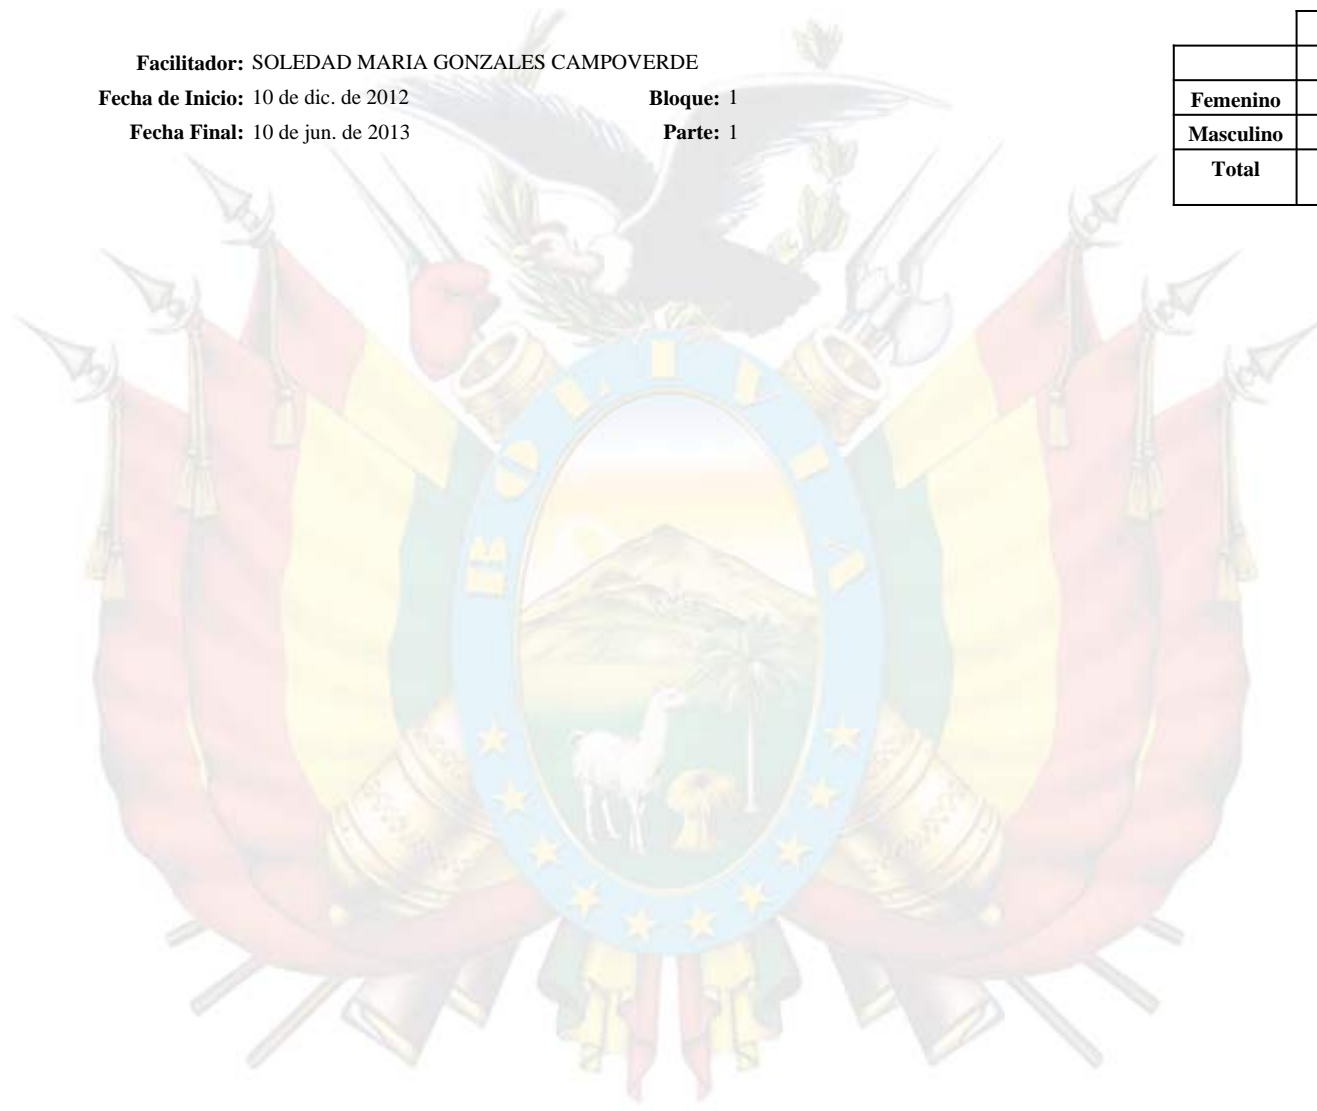 Facilitador: SOLEDAD MARIA GONZALES CAMPOVERDE
Fecha de Inicio: 10 de dic. de 2012 Bloque: 1
Fecha Final: 10 de jun. de 2013 Parte: 1
Femenino
Masculino
Total
BOLIVIA